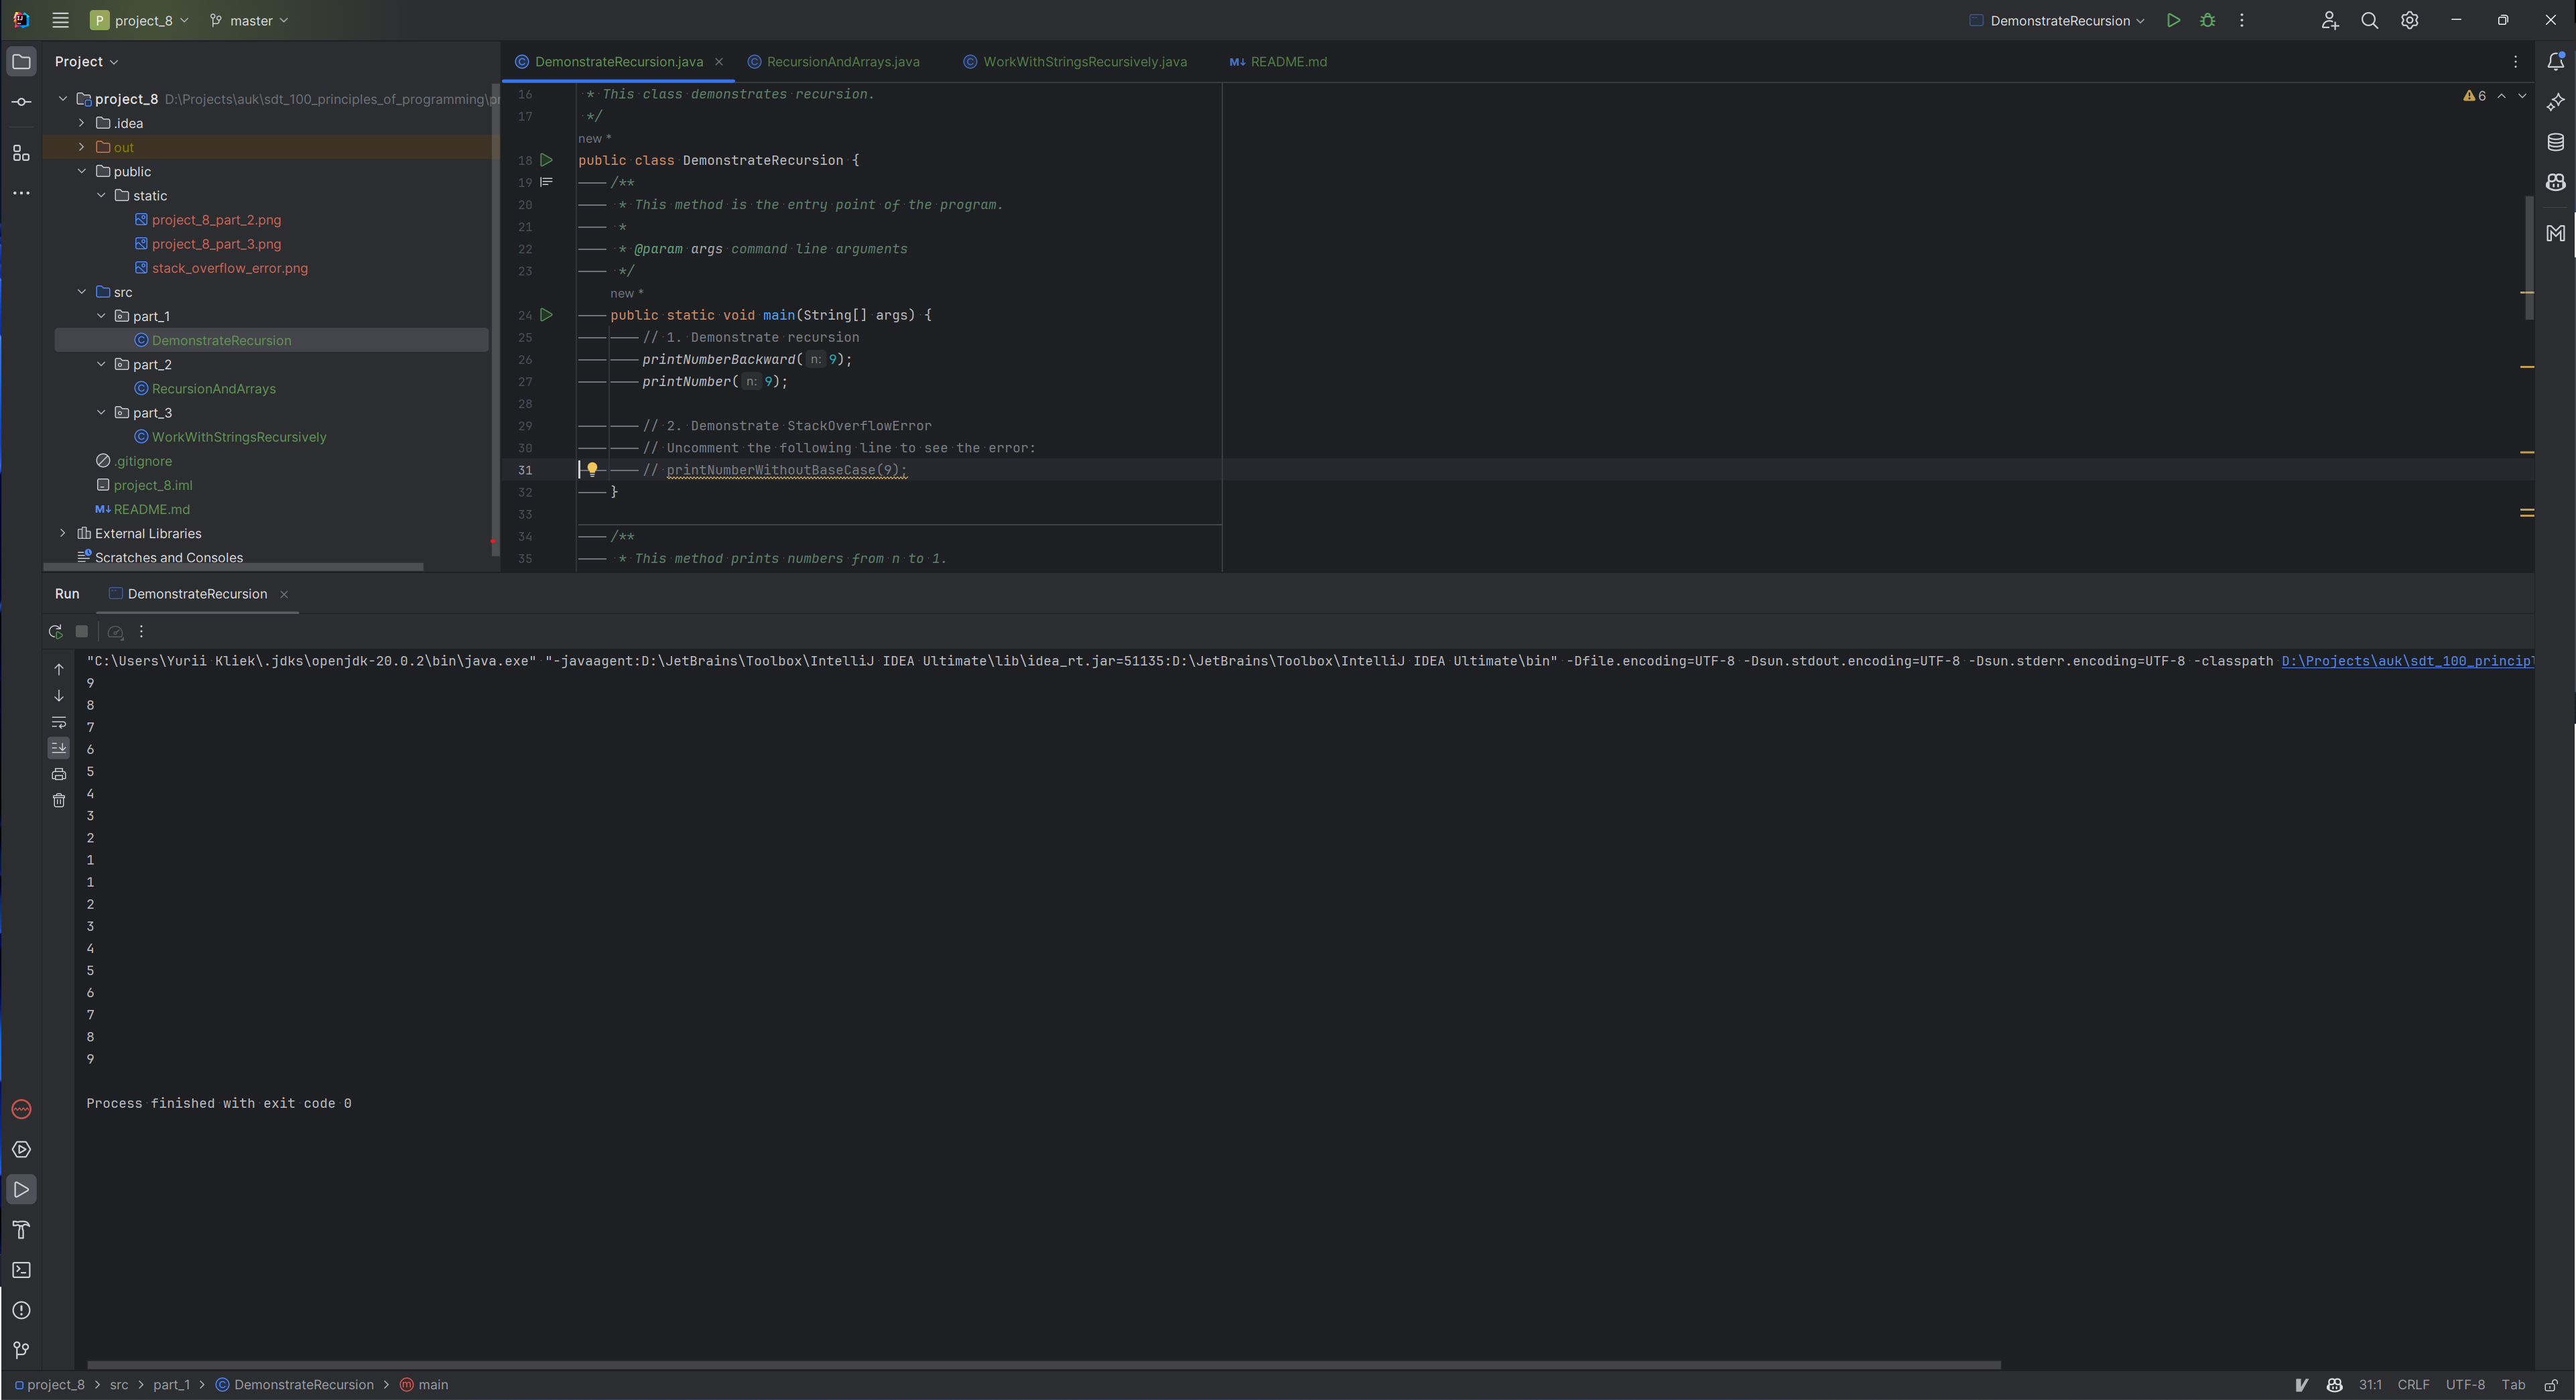 P project_8 master DemonstrateRecursion
Project
DemonstrateRecursion.java RecursionAndArrays.java WorkWithStringsRecursively.java M↓ README.md
project_8 D:\Projects\auk\sdt_100_principles_of_programming\pr
.idea
out
public
static
project_8_part_2.png
project_8_part_3.png
stack_overflow_error.png
src
part_1
DemonstrateRecursion
part_2
RecursionAndArrays
part_3
WorkWithStringsRecursively
.gitignore
project_8.iml
M↓ README.md
External Libraries
Scratches and Consoles
6
16 * This class demonstrates recursion.
17 */
new *
18 public class DemonstrateRecursion {
19 /**
20 * This method is the entry point of the program.
21 *
22 * @param args command line arguments
23 */
new *
24 public static void main(String[] args) {
25 // 1. Demonstrate recursion
26 printNumberBackward( n: 9);
27 printNumber( n: 9);
28
29 // 2. Demonstrate StackOverflowError
30 // Uncomment the following line to see the error:
31 // printNumberWithoutBaseCase(9);
32 }
33
34 /**
35 * This method prints numbers from n to 1.
Run DemonstrateRecursion
"C:\Users\Yurii Kliek\.jdks\openjdk-20.0.2\bin\java.exe" "-javaagent:D:\JetBrains\Toolbox\IntelliJ IDEA Ultimate\lib\idea_rt.jar=51135:D:\JetBrains\Toolbox\IntelliJ IDEA Ultimate\bin" -Dfile.encoding=UTF-8 -Dsun.stdout.encoding=UTF-8 -Dsun.stderr.encoding=UTF-8 -classpath D:\Projects\auk\sdt_100_princip
9
8
7
6
5
4
3
2
1
1
2
3
4
5
6
7
8
9
Process finished with exit code 0
project_8 > src > part_1 > DemonstrateRecursion > main 31:1 CRLF UTF-8 Tab